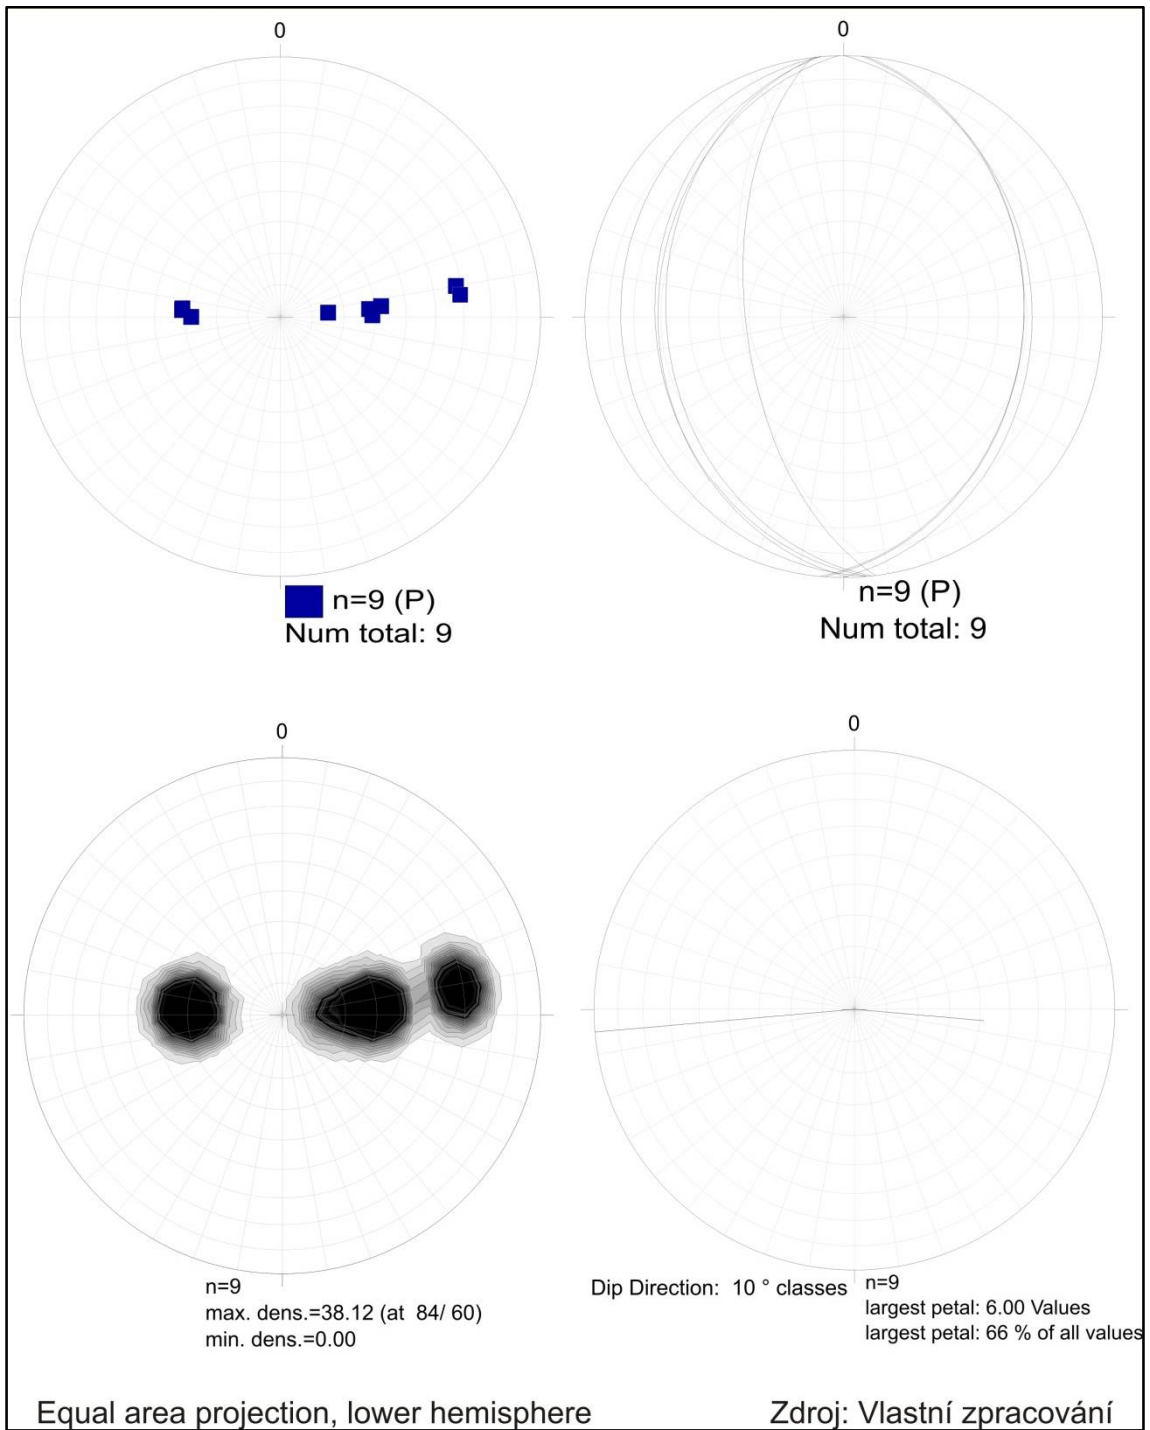 0
0
n=9 (P)
Num total: 9
n=9 (P)
Num total: 9
0
0
n=9
max. dens.=38.12 (at  84/ 60)
min. dens.=0.00
Dip Direction:  10 ° classes
n=9
largest petal: 6.00 Values
largest petal: 66 % of all values
Equal area projection, lower hemisphere
Zdroj: Vlastní zpracování